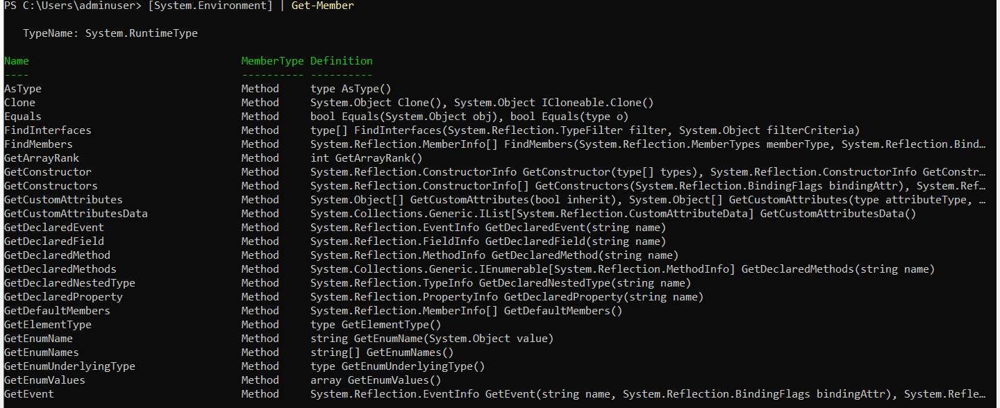 PS C:\Users\adminuser> [System.Environment] | Get-Member
TypeName: System.RuntimeType
Name MemberType Definition
---- ---------- ----------
AsType Method type AsType()
Clone Method System.Object Clone(), System.Object ICloneable.Clone()
Equals Method bool Equals(System.Object obj), bool Equals(type o)
FindInterfaces Method type[] FindInterfaces(System.Reflection.TypeFilter filter, System.Object filterCriteria)
FindMembers Method System.Reflection.MemberInfo[] FindMembers(System.Reflection.MemberTypes memberType, System.Reflection.Bind…
GetArrayRank Method int GetArrayRank()
GetConstructor Method System.Reflection.ConstructorInfo GetConstructor(type[] types), System.Reflection.ConstructorInfo GetConstr…
GetConstructors Method System.Reflection.ConstructorInfo[] GetConstructors(System.Reflection.BindingFlags bindingAttr), System.Ref…
GetCustomAttributes Method System.Object[] GetCustomAttributes(bool inherit), System.Object[] GetCustomAttributes(type attributeType, …
GetCustomAttributesData Method System.Collections.Generic.IList[System.Reflection.CustomAttributeData] GetCustomAttributesData()
GetDeclaredEvent Method System.Reflection.EventInfo GetDeclaredEvent(string name)
GetDeclaredField Method System.Reflection.FieldInfo GetDeclaredField(string name)
GetDeclaredMethod Method System.Reflection.MethodInfo GetDeclaredMethod(string name)
GetDeclaredMethods Method System.Collections.Generic.IEnumerable[System.Reflection.MethodInfo] GetDeclaredMethods(string name)
GetDeclaredNestedType Method System.Reflection.TypeInfo GetDeclaredNestedType(string name)
GetDeclaredProperty Method System.Reflection.PropertyInfo GetDeclaredProperty(string name)
GetDefaultMembers Method System.Reflection.MemberInfo[] GetDefaultMembers()
GetElementType Method type GetElementType()
GetEnumName Method string GetEnumName(System.Object value)
GetEnumNames Method string[] GetEnumNames()
GetEnumUnderlyingType Method type GetEnumUnderlyingType()
GetEnumValues Method array GetEnumValues()
GetEvent Method System.Reflection.EventInfo GetEvent(string name, System.Reflection.BindingFlags bindingAttr), System.Refle…